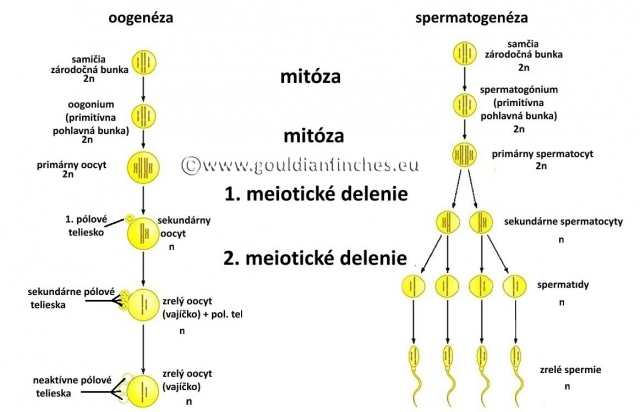 oogenéza
spermatogenéza
samčia
zárodočná bunka
2n
samičia
zárodočná bunka
2n
mitóza
spermatogónium
(primitívna
pohlavná bunka)
2n
oogonium
(primitívna
pohlavná bunka)
2n
mitóza
primárny oocyt
2n
primárny spermatocyt
2n
©www.gouldianfinches.eu
1. meiotické delenie
1. pólové
teliesko
sekundárny
oocyt
n
sekundárne spermatocyty
n
2. meiotické delenie
sekundárne pólové
telieska
zrelý oocyt
(vajíčko) + pol. tel
n
spermatıdy
n
neaktívne pólové
telieska
zrelý oocyt
(vajíčko)
n
zrelé spermie
n